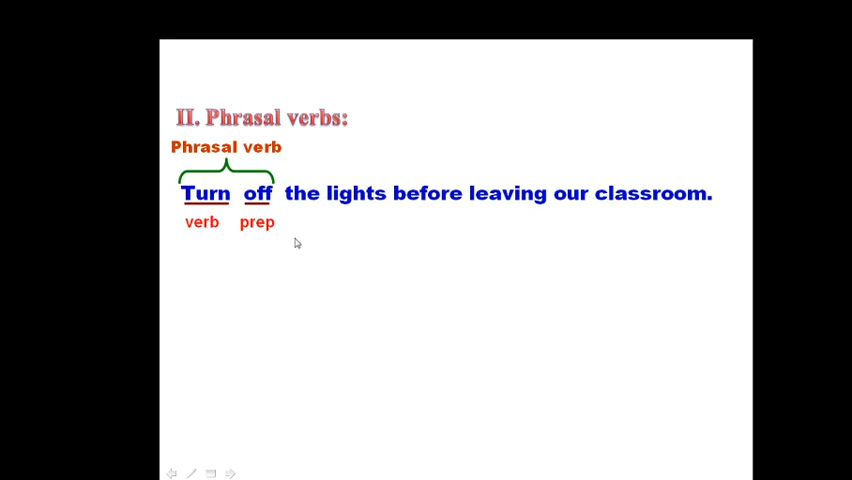 II. Phrasal verbs:
Phrasal verb
Turn off the lights before leaving our classroom.
verb prep